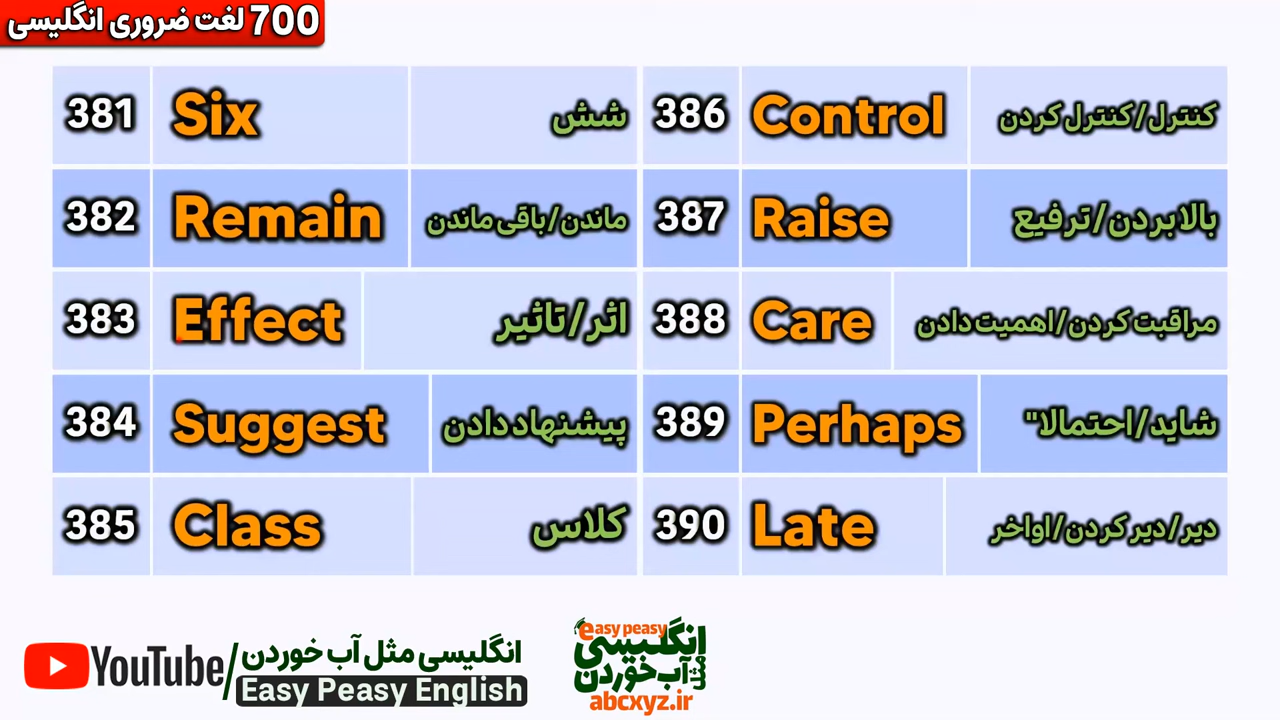 700 لغت ضروری انگلیسی
381 Six شش
382 Remain ماندن/باقی ماندن
383 Effect اثر/تاثیر
384 Suggest پیشنهاد دادن
385 Class کلاس
386 Control کنترل/کنترل کردن
387 Raise بالا بردن/ترفیع
388 Care مراقبت کردن/اهمیت دادن
389 Perhaps شاید/احتمالا"
390 Late دیر/دیر کردن/اواخر
YouTube/انگلیسی مثل آب خوردن
Easy Peasy English
easy peasy
انگلیسی
مثل آب خوردن
abcxyz.ir